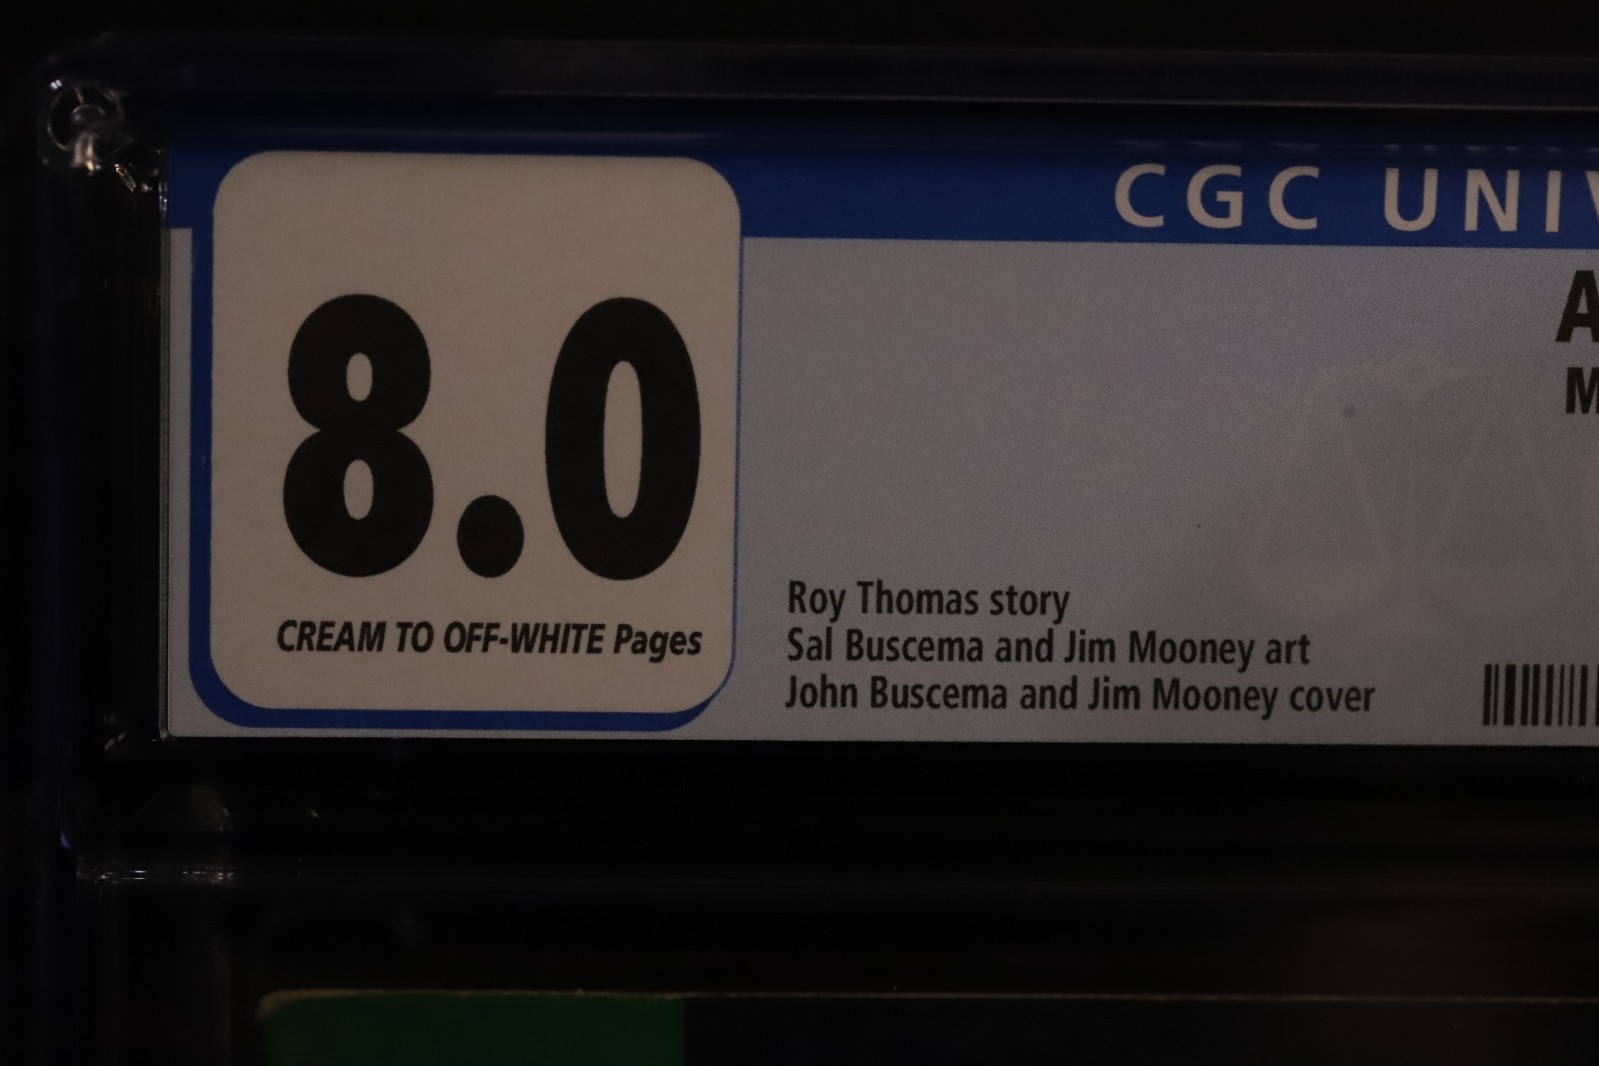 CGC UNIV
8.0
CREAM TO OFF-WHITE Pages
A
M
Roy Thomas story
Sal Buscema and Jim Mooney art
John Buscema and Jim Mooney cover